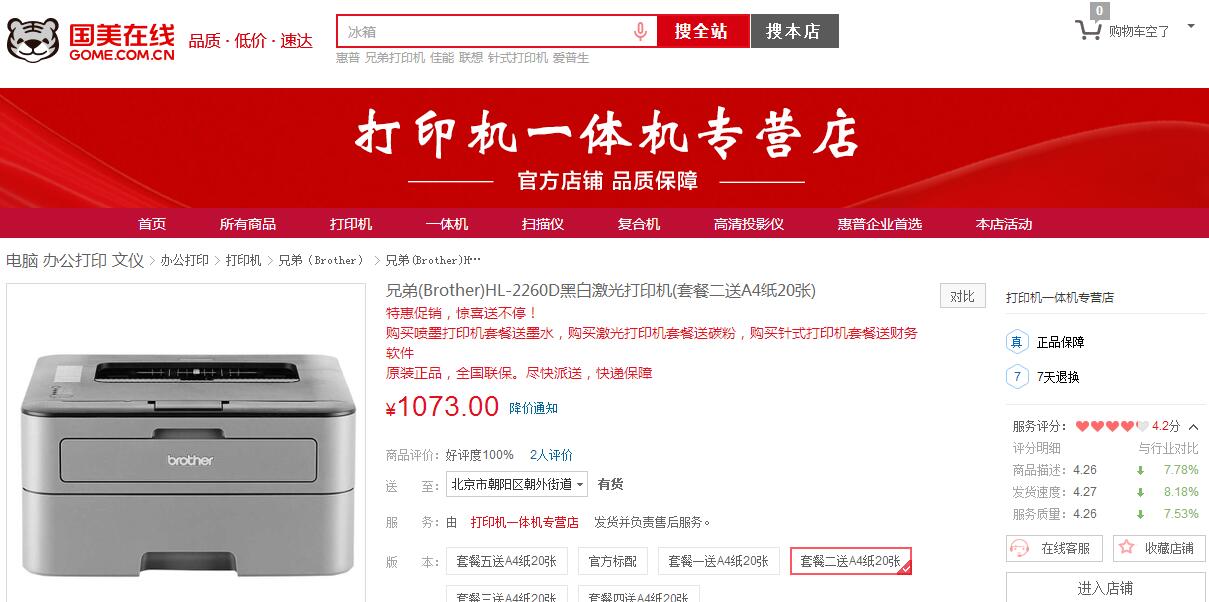 国美在线
GOME.COM.CN
品质 · 低价 · 速达
冰箱
搜全站
搜本店
惠普 兄弟打印机 佳能 联想 针式打印机 爱普生
0
购物车空了
打印机一体机专营店
官方店铺 品质保障
首页 所有商品 打印机 一体机 扫描仪 复合机 高清投影仪 惠普企业首选 本店活动
电脑 办公打印 文仪 > 办公打印 > 打印机 > 兄弟（Brother） > 兄弟(Brother)H…
brother
兄弟(Brother)HL-2260D黑白激光打印机(套餐二送A4纸20张)
特惠促销，惊喜送不停！
购买喷墨打印机套餐送墨水，购买激光打印机套餐送碳粉，购买针式打印机套餐送财务
软件
原装正品，全国联保。尽快派送，快递保障
¥1073.00 降价通知
商品评价: 好评度100% 2人评价
送 至: 北京市朝阳区朝外街道 有货
服 务: 由 打印机一体机专营店 发货并负责售后服务。
版 本: 套餐五送A4纸20张 官方标配 套餐一送A4纸20张 套餐二送A4纸20张
套餐三送A4纸20张 套餐四送A4纸20张
对比
打印机一体机专营店
真 正品保障
7 7天退换
服务评分: 4.2分
评分明细 与行业对比
商品描述: 4.26 7.78%
发货速度: 4.27 8.18%
服务质量: 4.26 7.53%
在线客服 收藏店铺
进入店铺